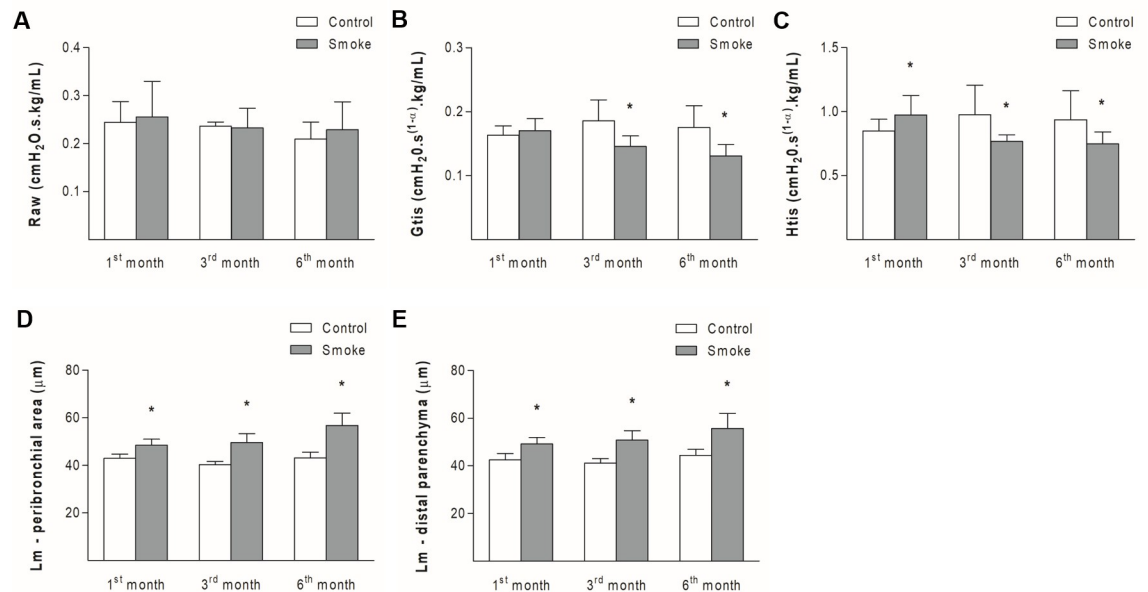 A
Control
Smoke
Raw (cmH2O.s.kg/mL)
0.4
0.3
0.2
0.1
1st month
3rd month
6th month
B
Control
Smoke
Gtis (cmH20.s(1-α).kg/mL)
0.3
0.2
0.1
*
*
1st month
3rd month
6th month
C
Control
Smoke
Htis (cmH20.s(1-α).kg/mL)
1.5
1.0
0.5
*
*
*
1st month
3rd month
6th month
D
Control
Smoke
Lm - peribronchial area (µm)
80
60
40
20
*
*
*
1st month
3rd month
6th month
E
Control
Smoke
Lm - distal parenchyma (µm)
80
60
40
20
*
*
*
1st month
3rd month
6th month